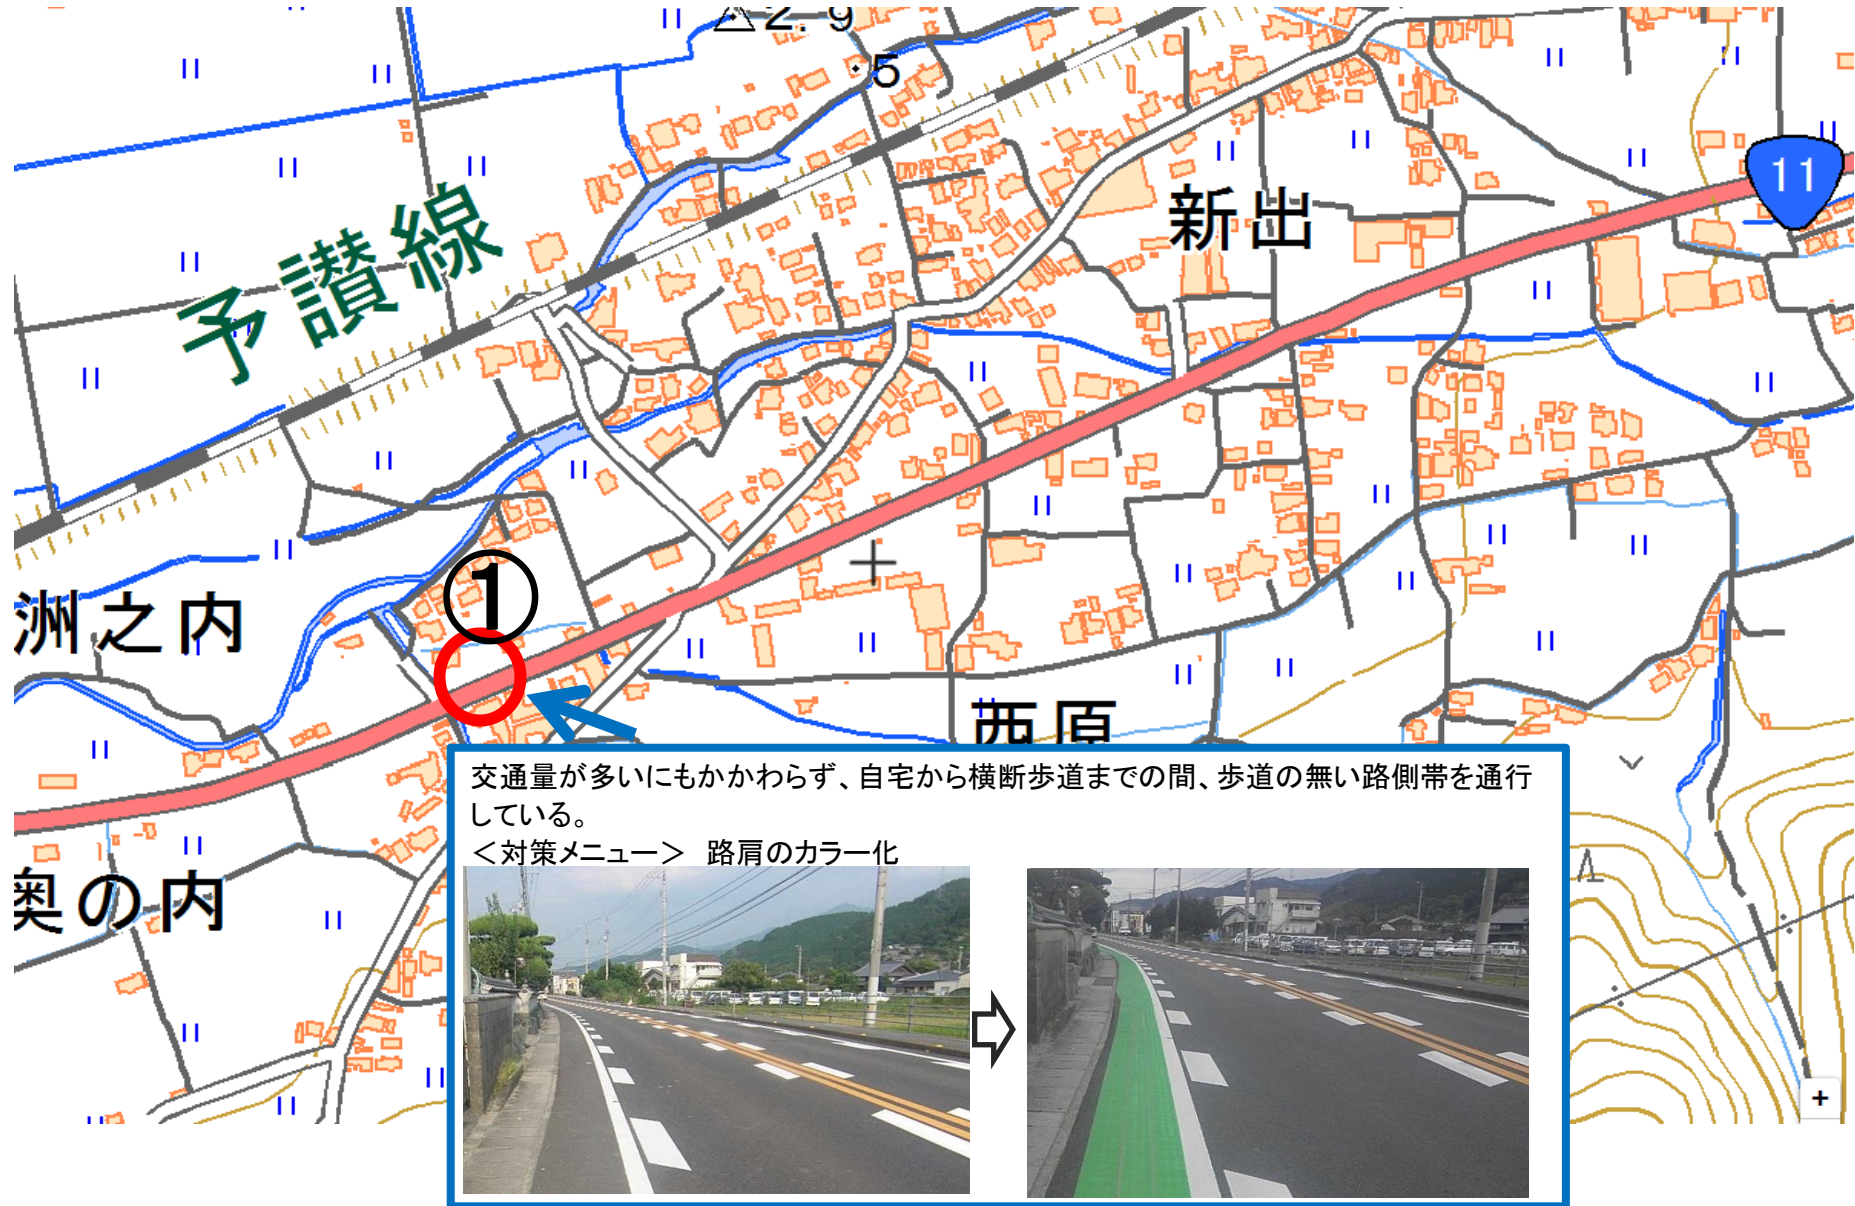 2.9
5
11
新出
予讃線
①
洲之内
西原
奥の内
交通量が多いにもかかわらず、自宅から横断歩道までの間、歩道の無い路側帯を通行
している。
＜対策メニュー＞ 路肩のカラー化
+